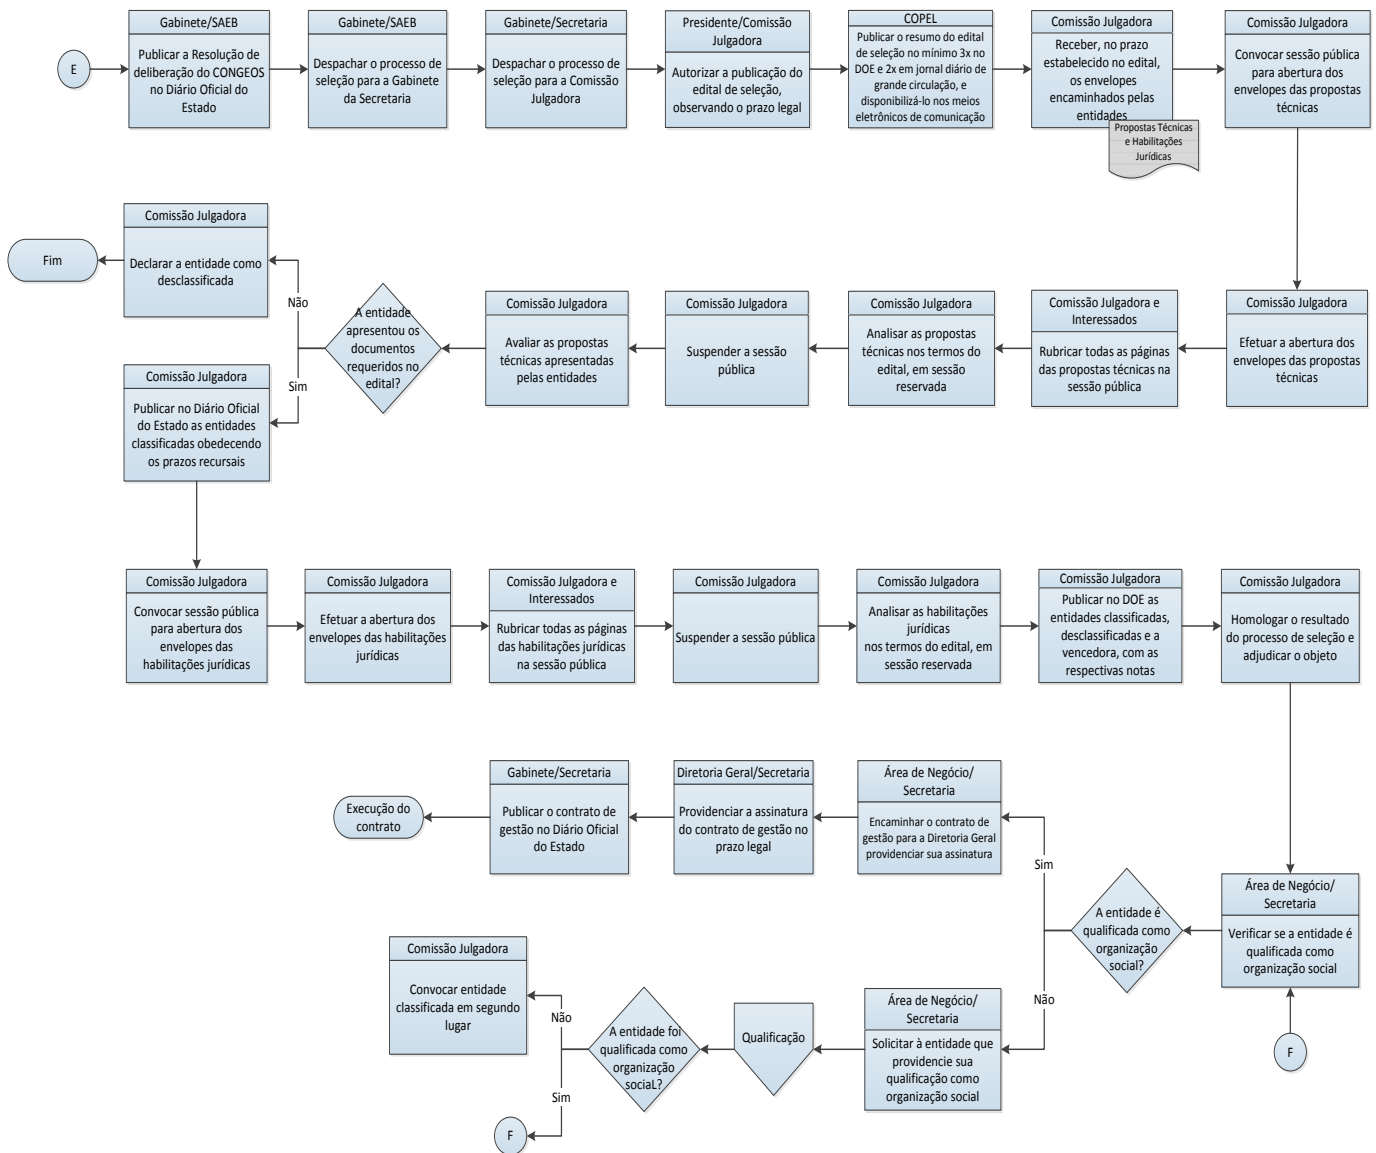 E
Gabinete/SAEB
Publicar a Resolução de
deliberação do CONGEOS
no Diário Oficial do
Estado
Gabinete/SAEB
Despachar o processo de
seleção para a Gabinete
da Secretaria
Gabinete/Secretaria
Despachar o processo de
seleção para a Comissão
Julgadora
Presidente/Comissão
Julgadora
Autorizar a publicação do
edital de seleção,
observando o prazo legal
COPEL
Publicar o resumo do edital
de seleção no mínimo 3x no
DOE e 2x em jornal diário de
grande circulação, e
disponibilizá-lo nos meios
eletrônicos de comunicação
Comissão Julgadora
Receber, no prazo
estabelecido no edital,
os envelopes
encaminhados pelas
entidades
Propostas Técnicas
e Habilitações
Jurídicas
Comissão Julgadora
Convocar sessão pública
para abertura dos
envelopes das propostas
técnicas
Comissão Julgadora
Efetuar a abertura dos
envelopes das propostas
técnicas
Comissão Julgadora e
Interessados
Rubricar todas as páginas
das propostas técnicas na
sessão pública
Comissão Julgadora
Analisar as propostas
técnicas nos termos do
edital, em sessão
reservada
Comissão Julgadora
Suspender a sessão
pública
Comissão Julgadora
Avaliar as propostas
técnicas apresentadas
pelas entidades
A entidade
apresentou os
documentos
requeridos no
edital?
Não
Comissão Julgadora
Declarar a entidade como
desclassificada
Fim
Sim
Comissão Julgadora
Publicar no Diário Oficial
do Estado as entidades
classificadas obedecendo
os prazos recursais
Comissão Julgadora
Convocar sessão pública
para abertura dos
envelopes das
habilitações jurídicas
Comissão Julgadora
Efetuar a abertura dos
envelopes das habilitações
jurídicas
Comissão Julgadora e
Interessados
Rubricar todas as páginas
das habilitações jurídicas
na sessão pública
Comissão Julgadora
Suspender a sessão pública
Comissão Julgadora
Analisar as habilitações
jurídicas
nos termos do edital, em
sessão reservada
Comissão Julgadora
Publicar no DOE as
entidades classificadas,
desclassificadas e a
vencedora, com as
respectivas notas
Comissão Julgadora
Homologar o resultado
do processo de seleção e
adjudicar o objeto
Área de Negócio/
Secretaria
Verificar se a entidade é
qualificada como
organização social
F
A entidade é
qualificada como
organização
social?
Sim
Área de Negócio/
Secretaria
Encaminhar o contrato de
gestão para a Diretoria Geral
providenciar sua assinatura
Diretoria Geral/Secretaria
Providenciar a assinatura
do contrato de gestão no
prazo legal
Gabinete/Secretaria
Publicar o contrato de
gestão no Diário Oficial
do Estado
Execução do
contrato
Não
Área de Negócio/
Secretaria
Solicitar à entidade que
providencie sua
qualificação como
organização social
Qualificação
A entidade foi
qualificada como
organização
sociaL?
Não
Comissão Julgadora
Convocar entidade
classificada em segundo
lugar
Sim
F